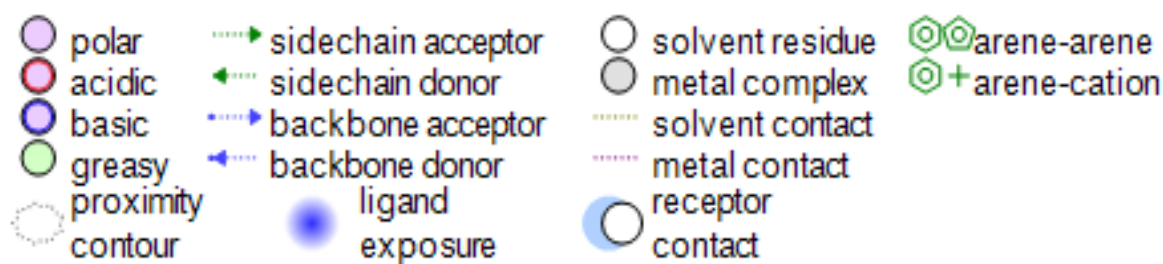 polar sidechain acceptor solvent residue arene-arene
acidic sidechain donor metal complex arene-cation
basic backbone acceptor solvent contact
greasy backbone donor metal contact
proximity ligand receptor
contour exposure contact